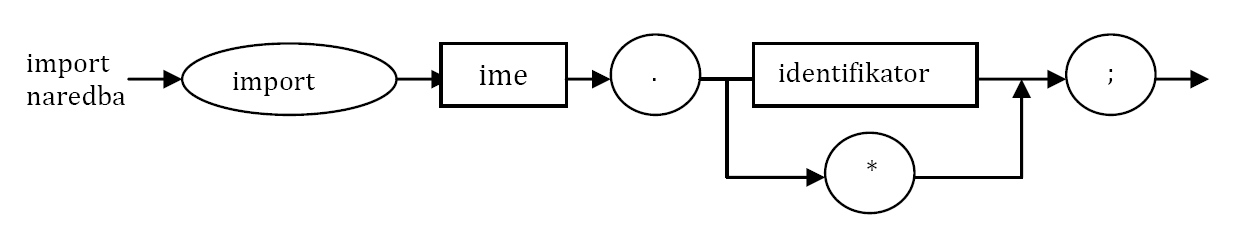 import
naredba
import
ime
.
identifikator
;
*